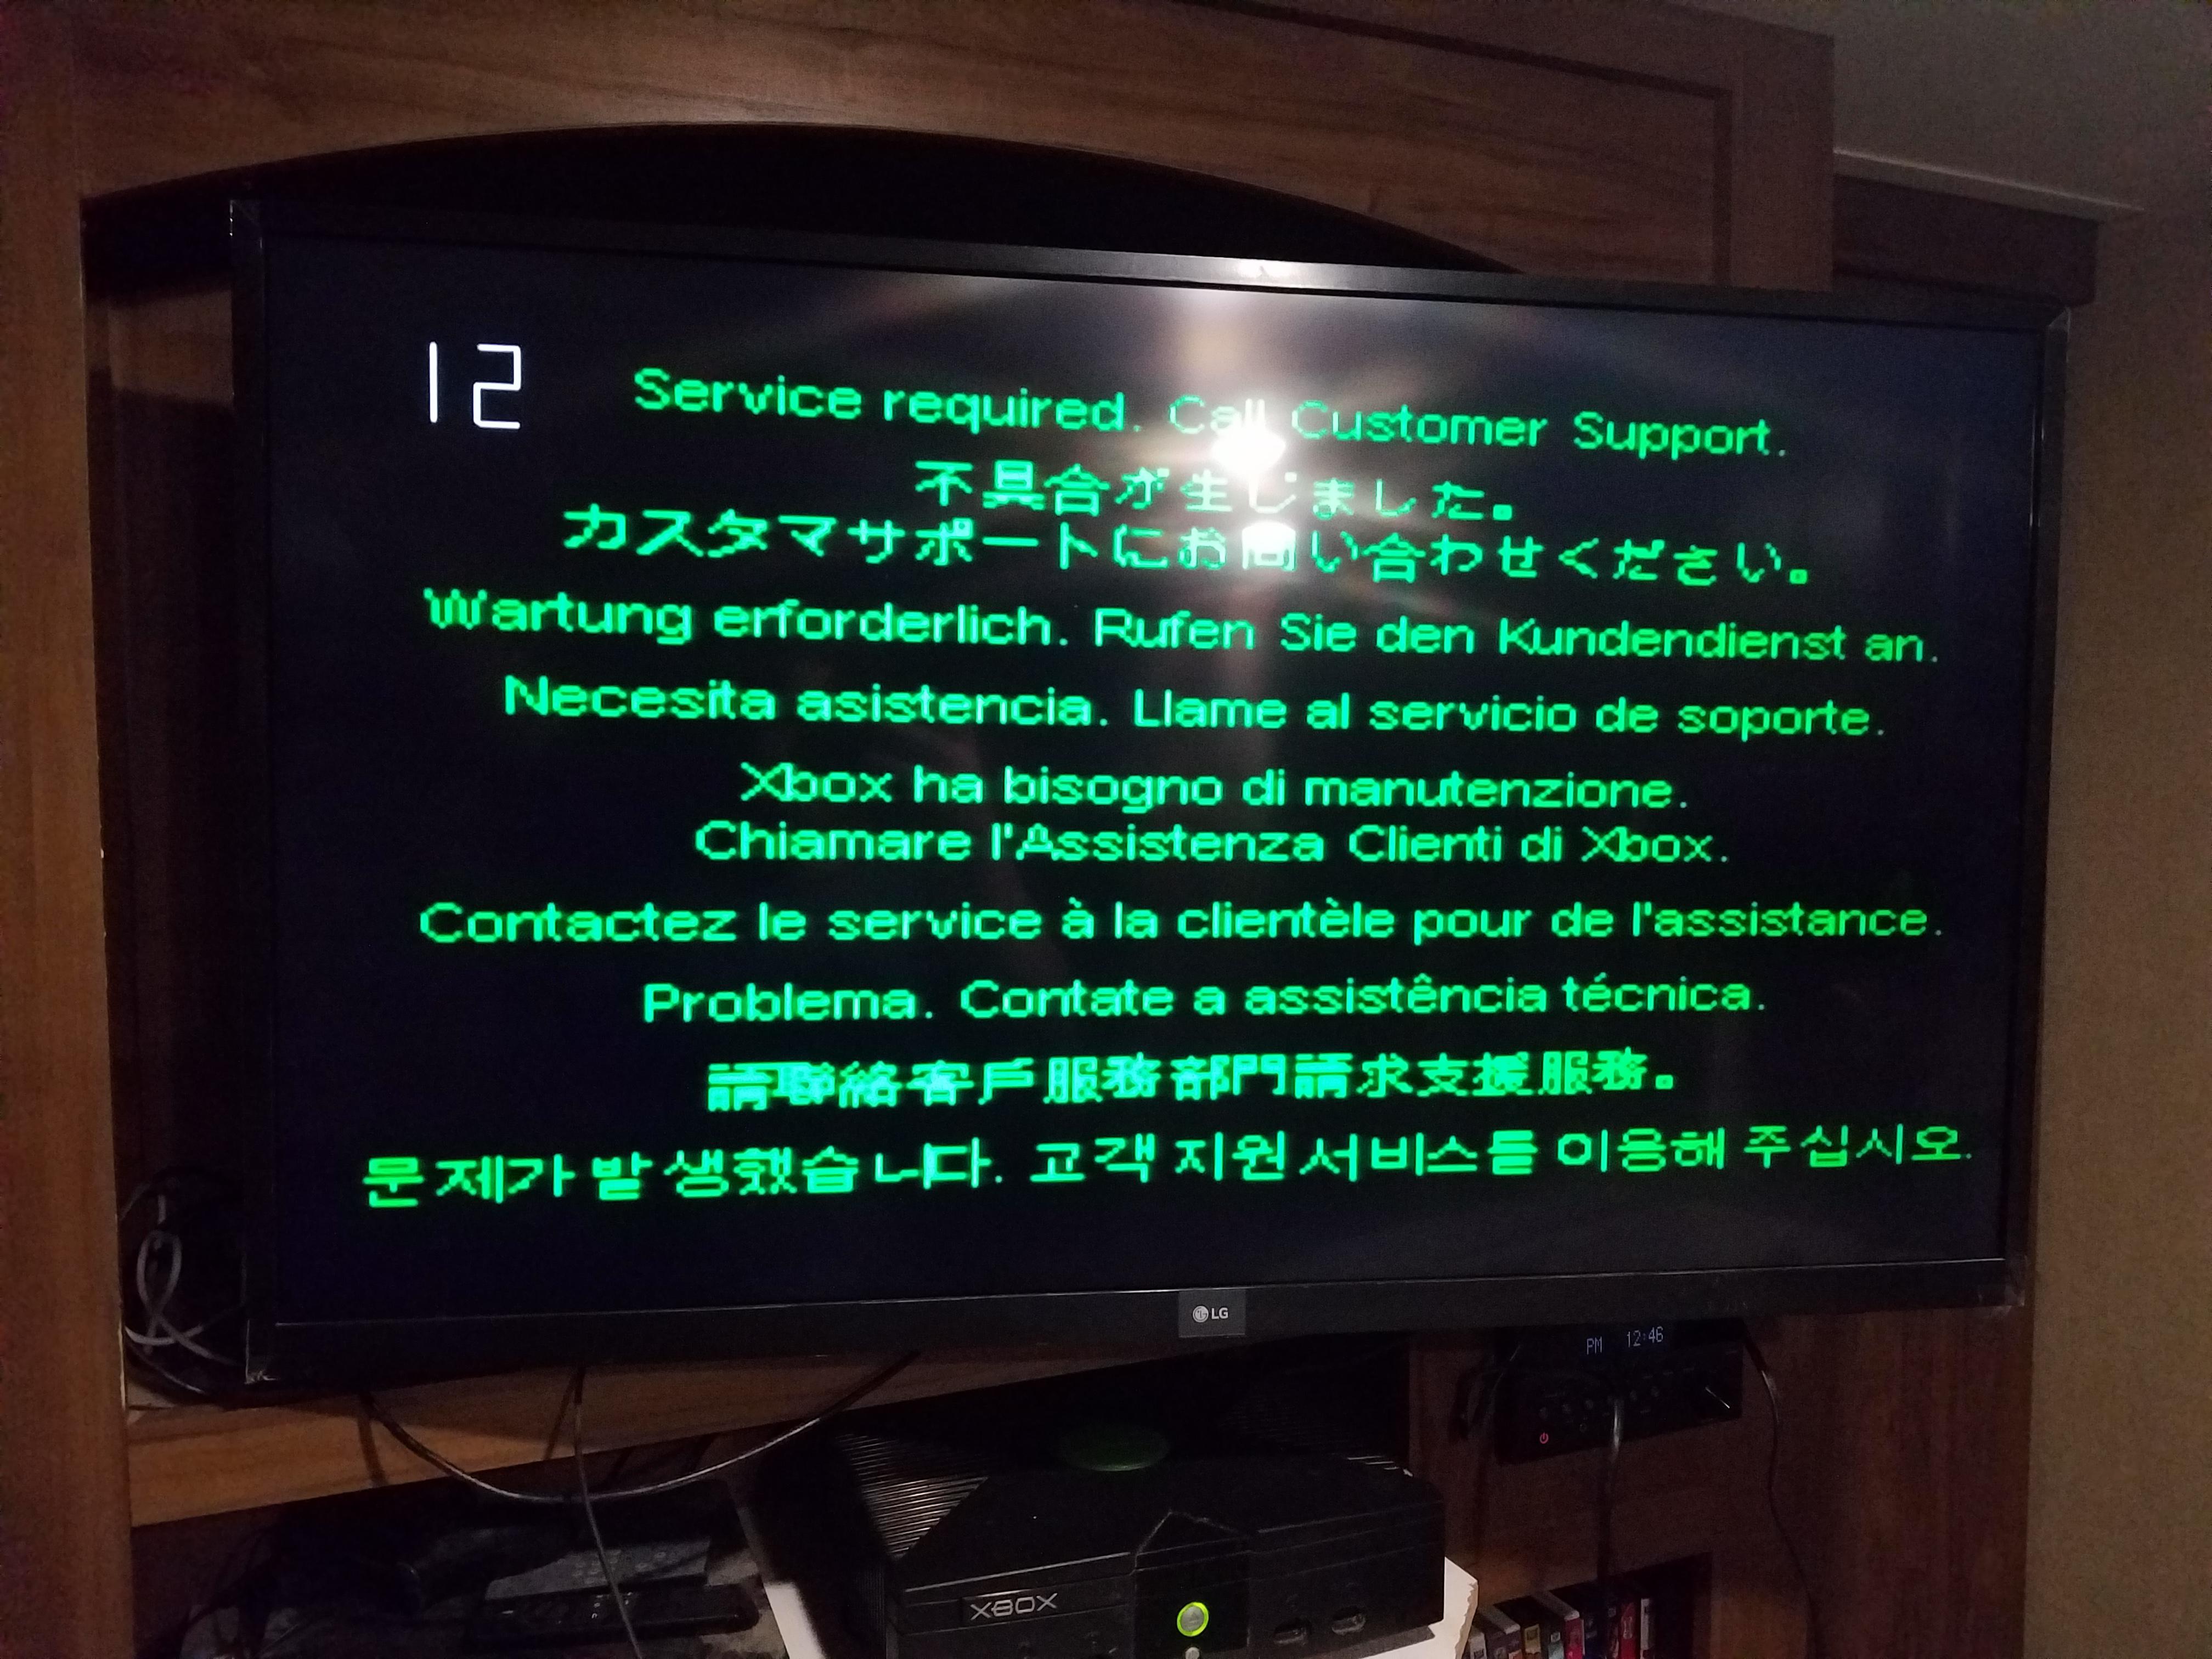 12
Service required. Call Customer Support.
不具合が生じました。
カスタマサポートにお問い合わせください。
Wartung erforderlich. Rufen Sie den Kundendienst an.
Necesita asistencia. Llame al servicio de soporte.
Xbox ha bisogno di manutenzione.
Chiamare l'Assistenza Clienti di Xbox.
Contactez le service à la clientèle pour de l'assistance.
Problema. Contate a assistência técnica.
請聯絡客戶服務部門請求支援服務。
문제가 발생했습니다. 고객 지원 서비스를 이용해 주십시오.
LG
PM 12:46
XBOX